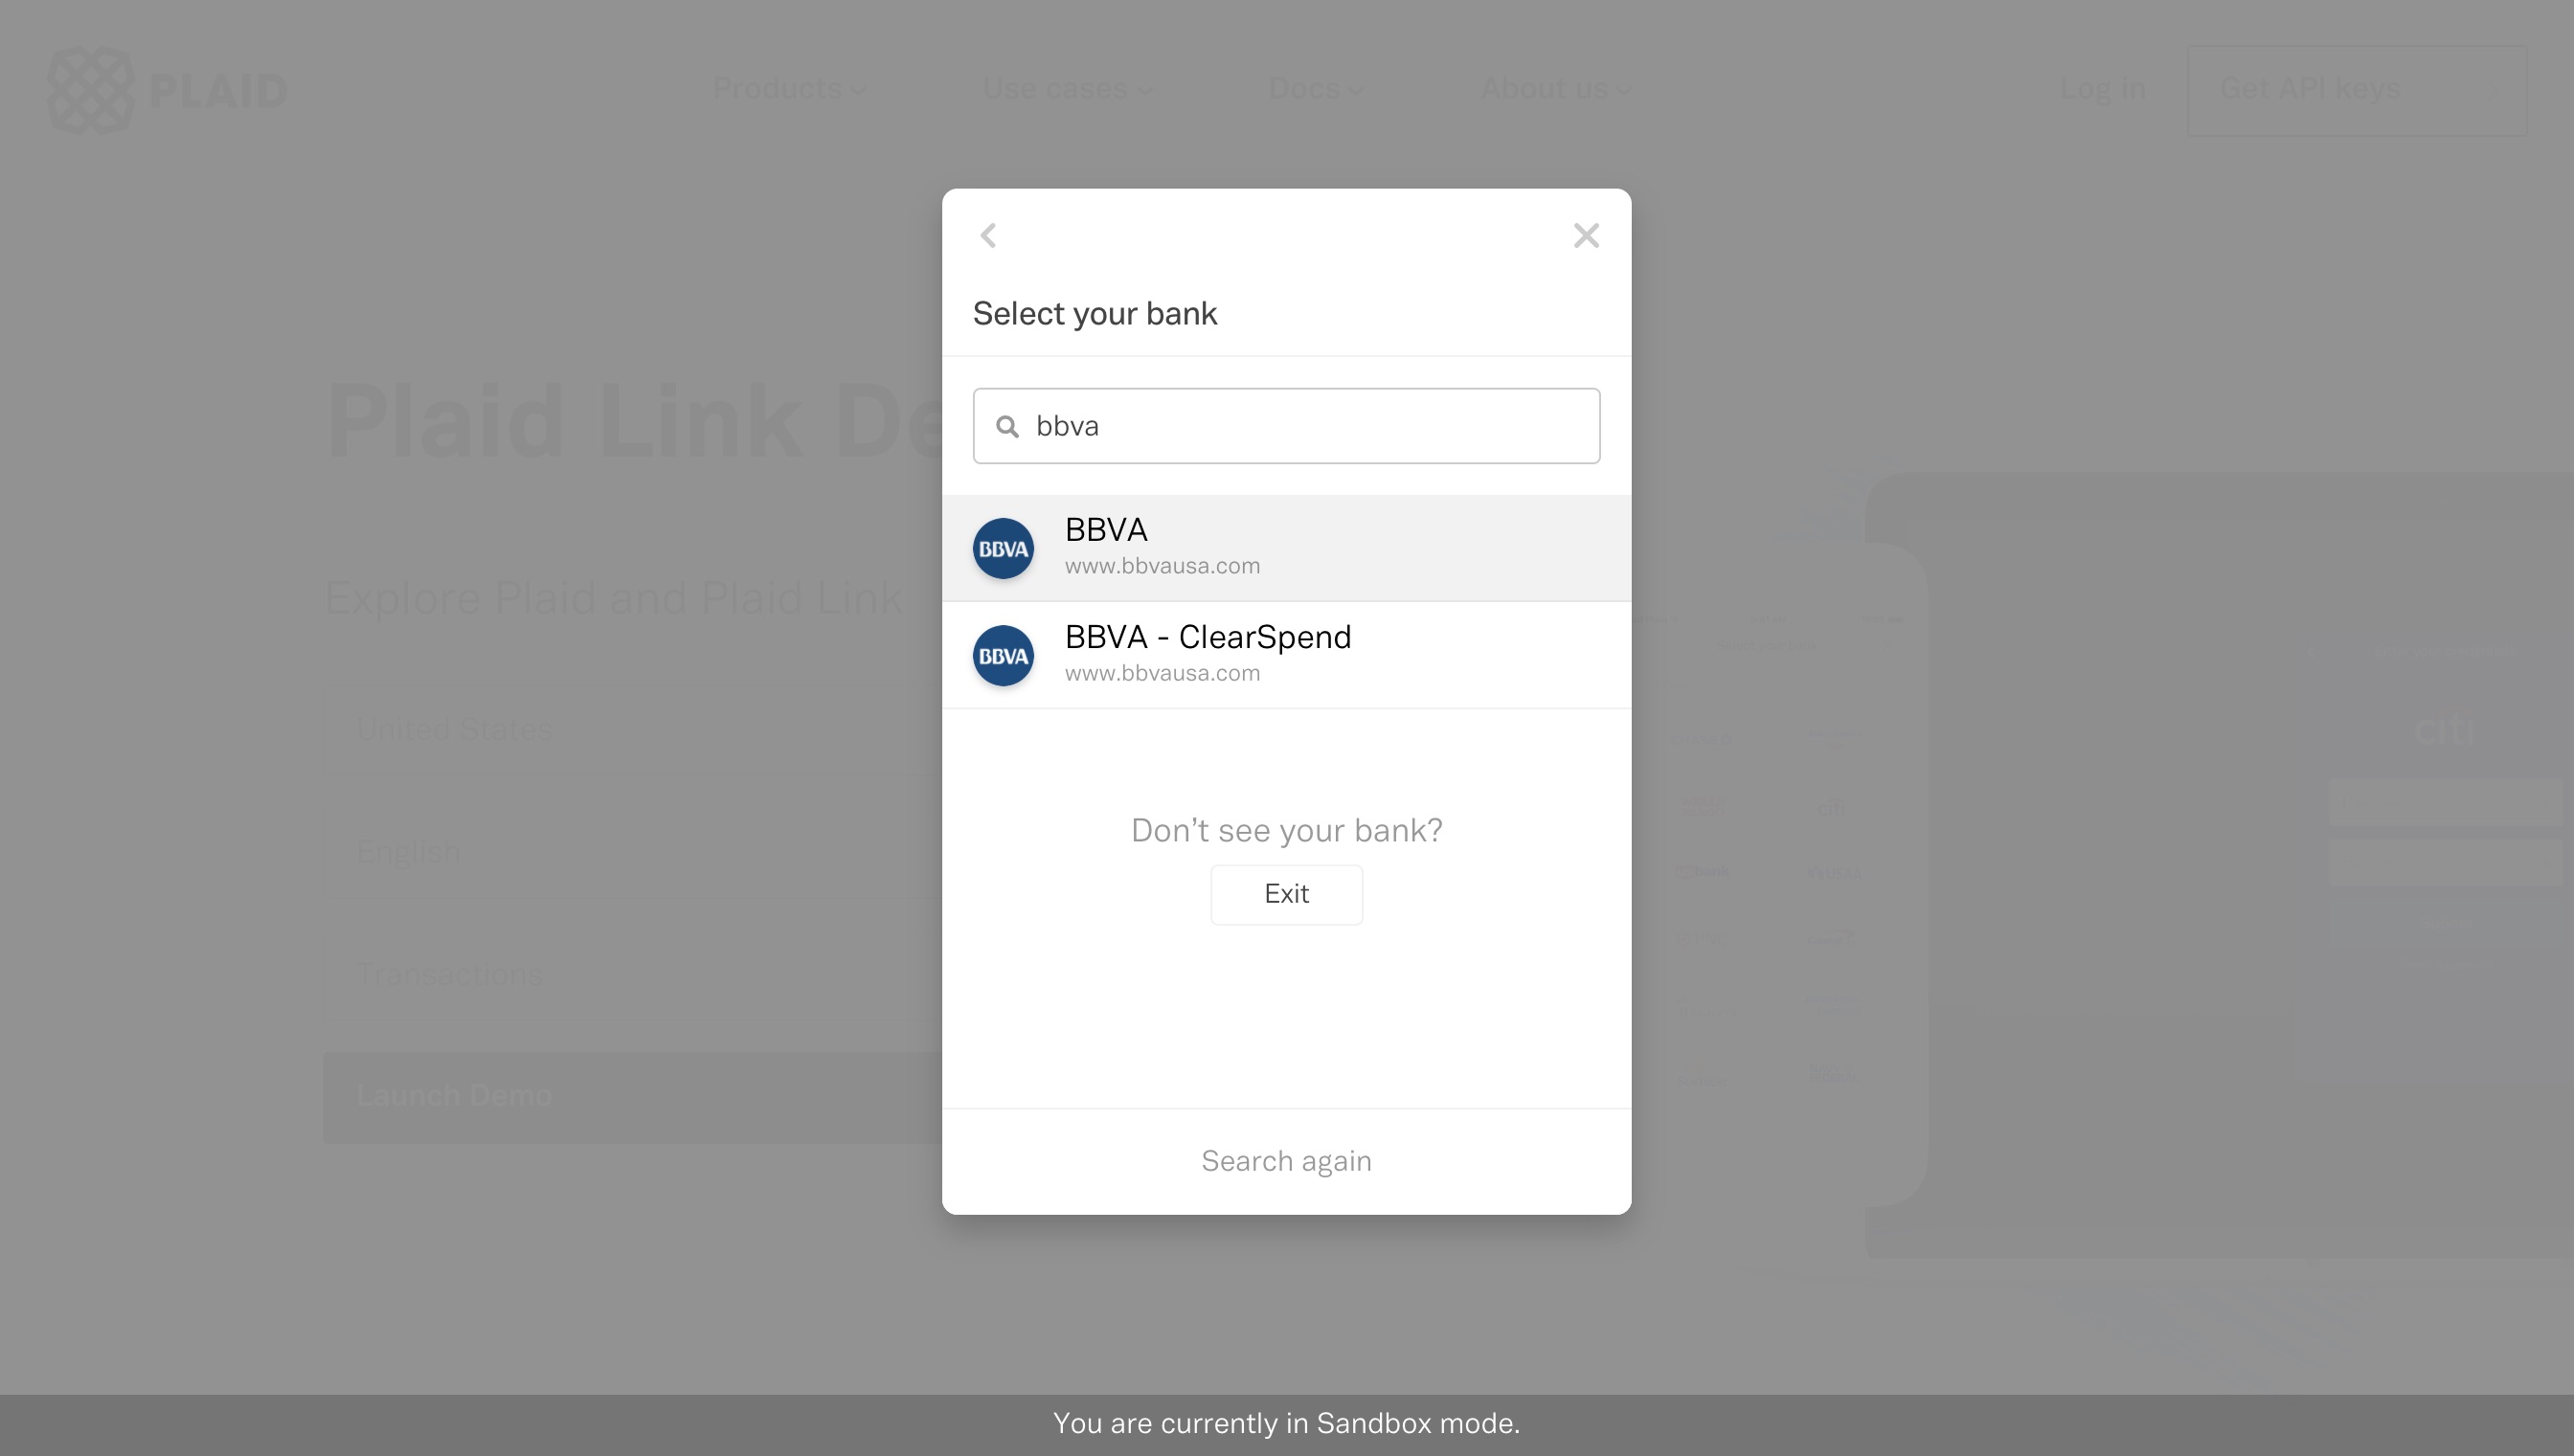 PLAID
Products
Use cases
Docs
About us
Log in
Get API keys
Select your bank
Plaid Link De
bbva
BBVA
BBVA
www.bbvausa.com
Explore Plaid and Plaid Link
BBVA
BBVA - ClearSpend
www.bbvausa.com
United States
citi
citi
Don’t see your bank?
English
Exit
Transactions
Launch Demo
Search again
You are currently in Sandbox mode.